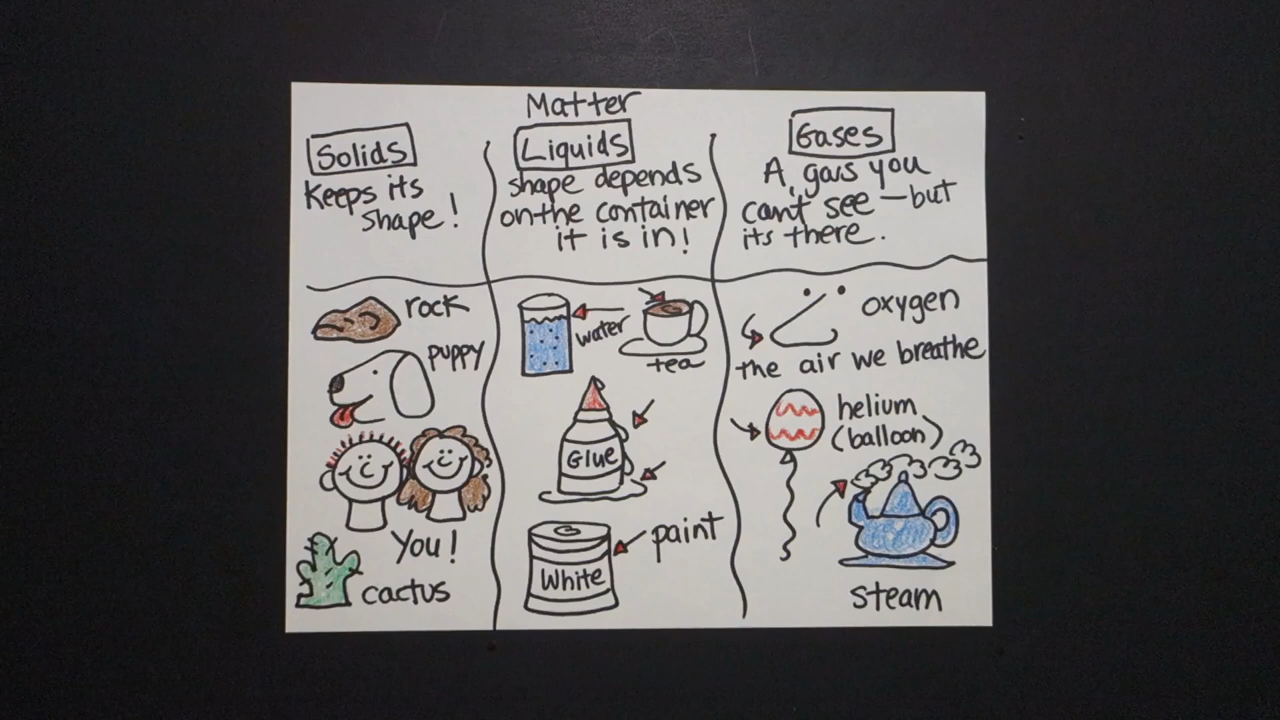 Matter
Solids
Keeps its
shape!
Liquids
shape depends
on the container
it is in!
Gases
A gas you
can't see - but
its there.
rock
puppy
You!
cactus
water
tea
Glue
paint
White
oxygen
the air we breathe
helium
(balloon)
steam